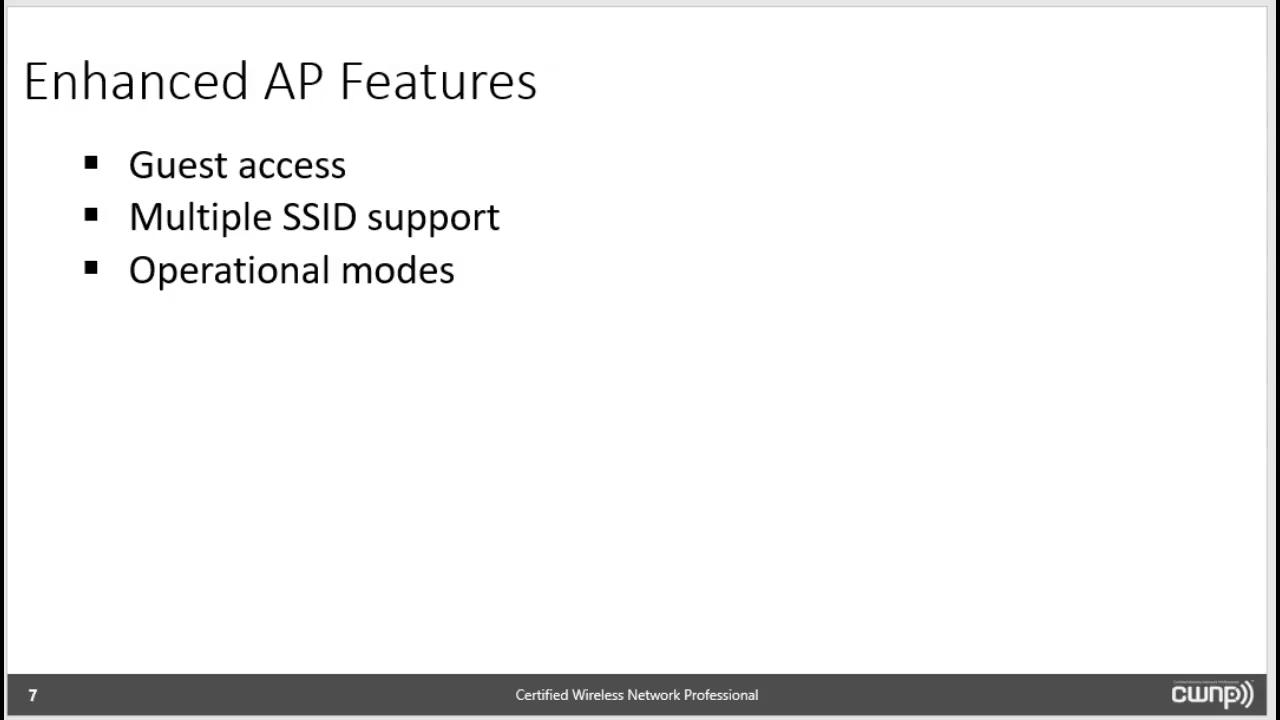 Enhanced AP Features
▪ Guest access
▪ Multiple SSID support
▪ Operational modes
7
Certified Wireless Network Professional
cwnp